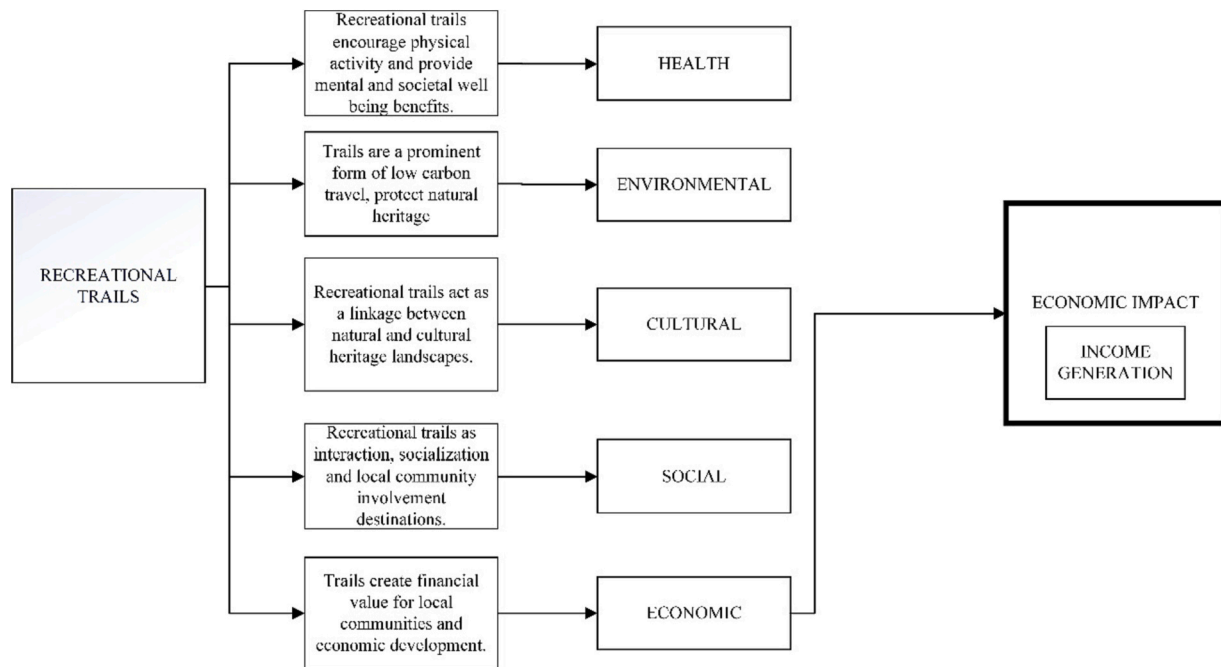 Recreational trails
encourage physical
activity and provide
mental and societal well
being benefits.
HEALTH
Trails are a prominent
form of low carbon
travel, protect natural
heritage
ENVIRONMENTAL
RECREATIONAL
TRAILS
Recreational trails act as
a linkage between
natural and cultural
heritage landscapes.
CULTURAL
ECONOMIC IMPACT
INCOME
GENERATION
Recreational trails as
interaction, socialization
and local community
involvement
destinations.
SOCIAL
Trails create financial
value for local
communities and
economic development.
ECONOMIC